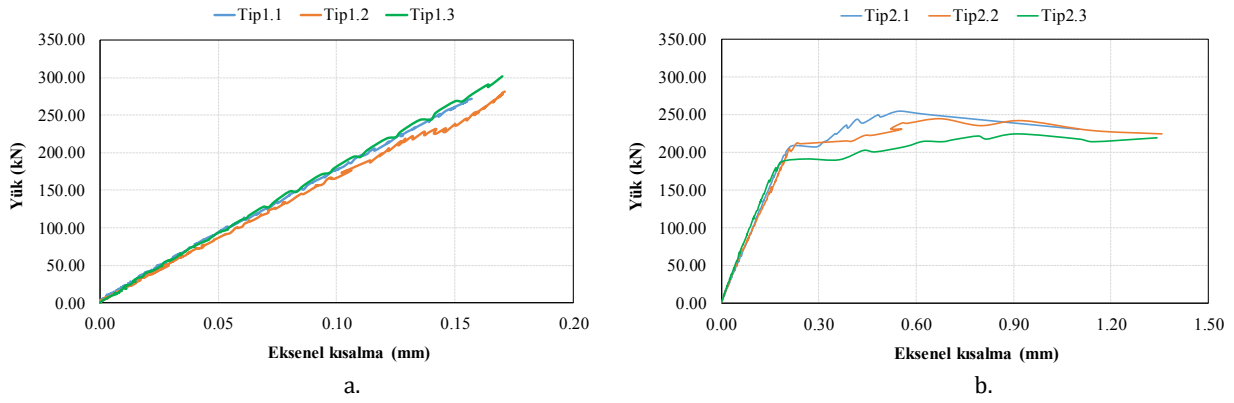 Tip1.1 Tip1.2 Tip1.3
350.00
300.00
250.00
200.00
150.00
100.00
50.00
0.00
Yük (kN)
0.00 0.05 0.10 0.15 0.20
Eksenel kısalma (mm)
a.
Tip2.1 Tip2.2 Tip2.3
350.00
300.00
250.00
200.00
150.00
100.00
50.00
0.00
Yük (kN)
0.00 0.30 0.60 0.90 1.20 1.50
Eksenel kısalma (mm)
b.